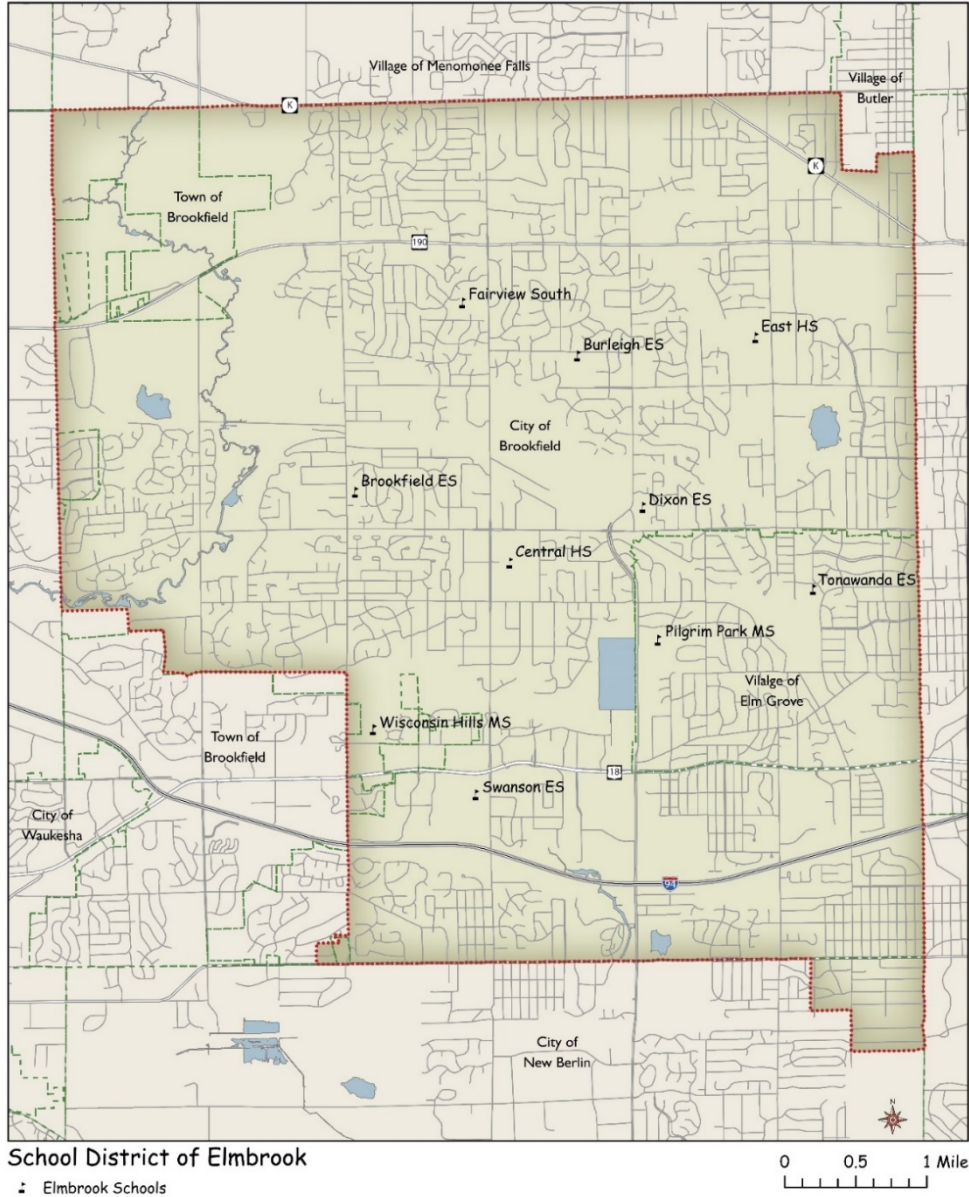 Village of Menomonee Falls
Village of
Butler
K
K
Town of
Brookfield
190
Fairview South
East HS
Burleigh ES
City of
Brookfield
Brookfield ES
Dixon ES
Central HS
Tonawanda ES
Pilgrim Park MS
Vilalge of
Elm Grove
Wisconsin Hills MS
Town of
Brookfield
18
Swanson ES
City of
Waukesha
94
City of
New Berlin
N
School District of Elmbrook
Elmbrook Schools
0 0.5 1 Mile